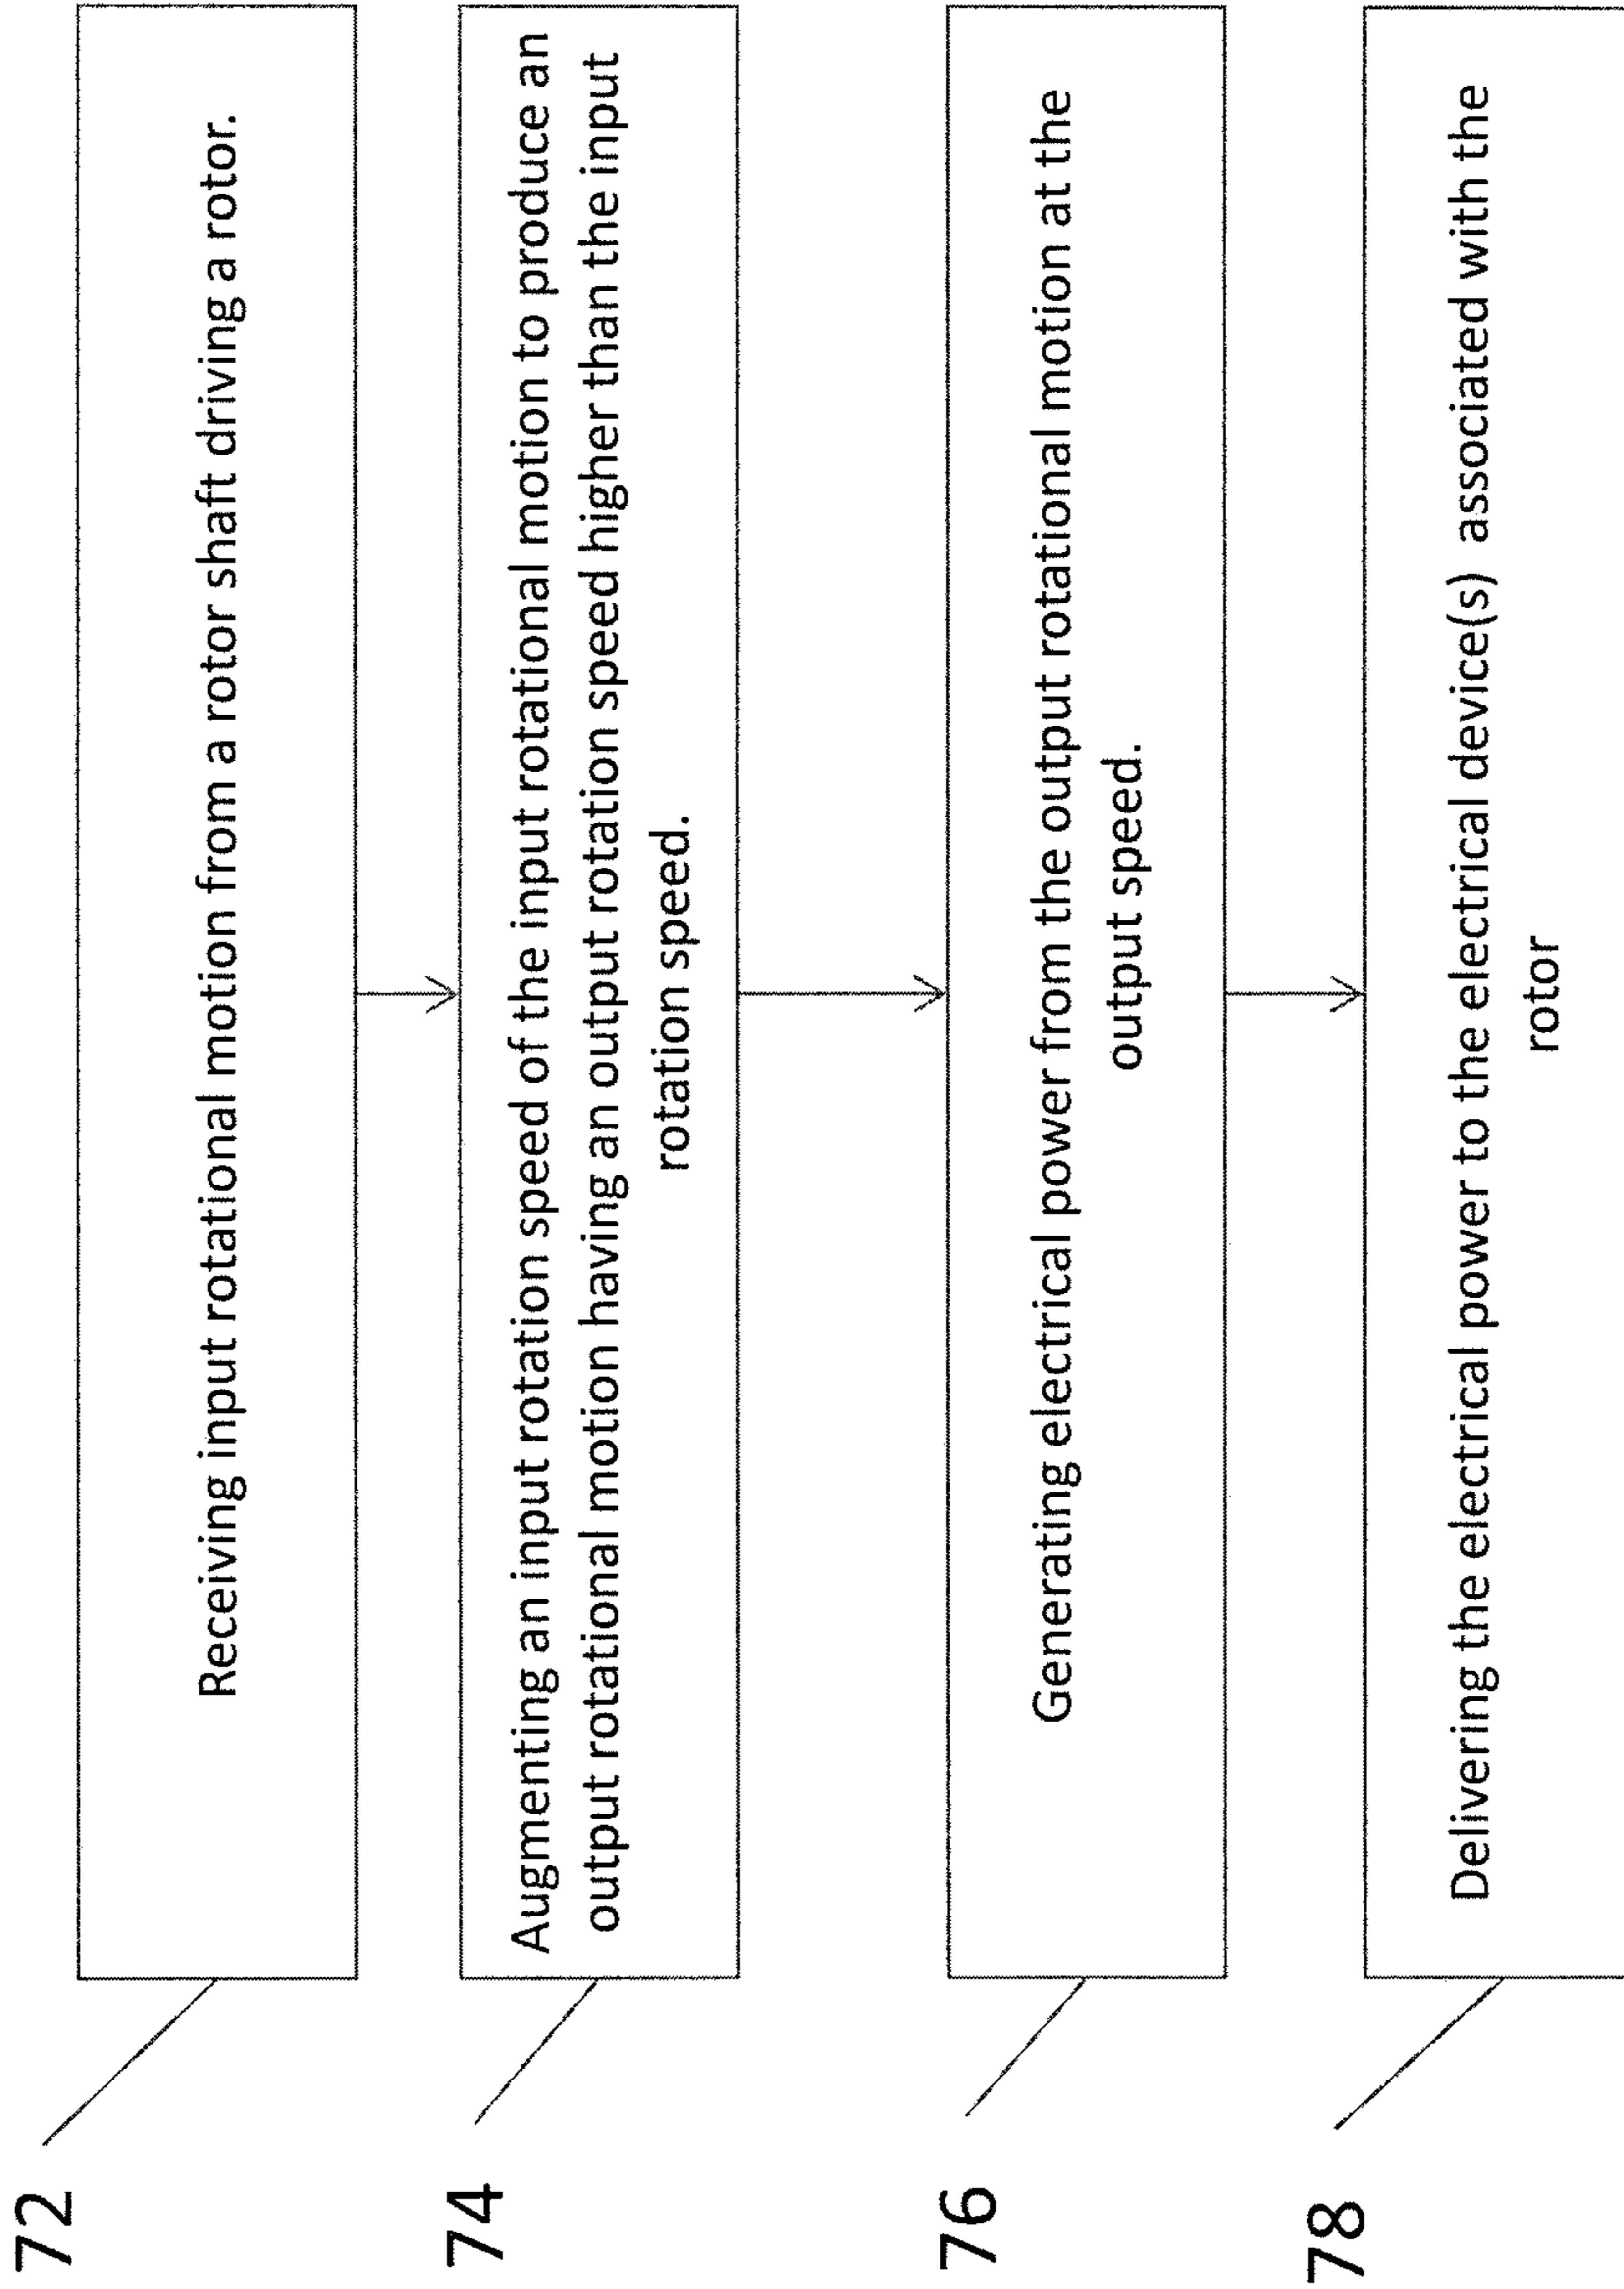 72
Receiving input rotational motion from a rotor shaft driving a rotor.
74
Augmenting an input rotation speed of the input rotational motion to produce an
output rotational motion having an output rotation speed higher than the input
rotation speed.
76
Generating electrical power from the output rotational motion at the
output speed.
78
Delivering the electrical power to the electrical device(s) associated with the
rotor